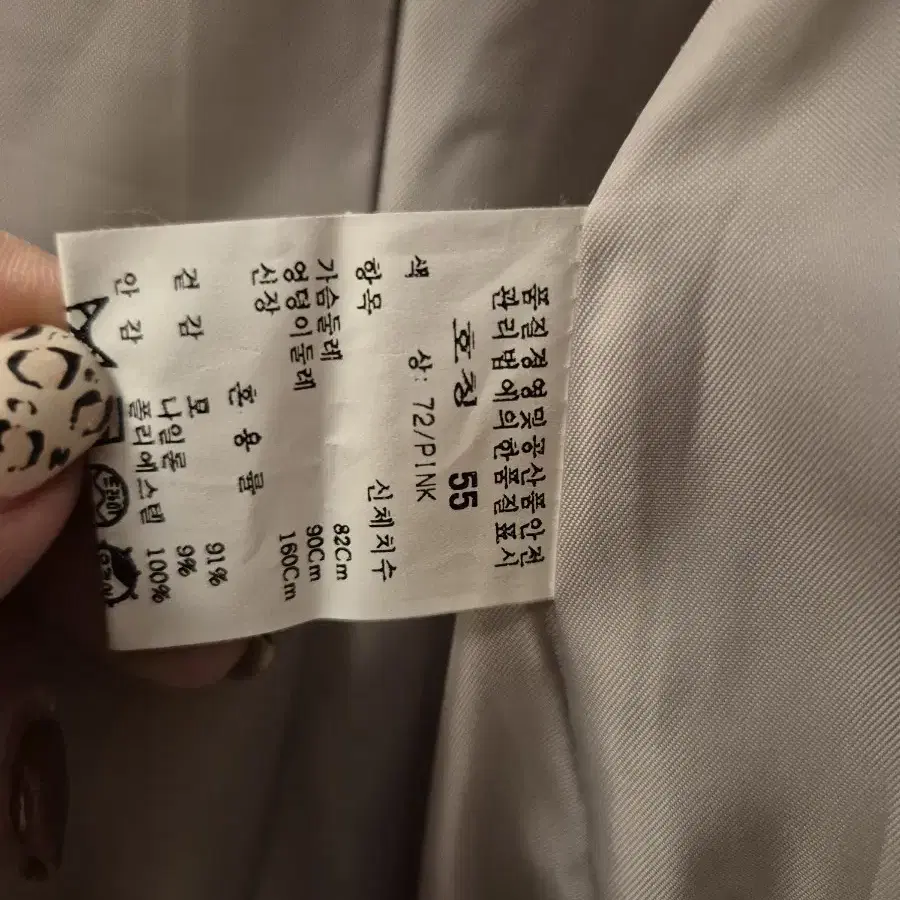 품질경영및공산품안전
관리법에의한품질표시
호칭 55
색 상: 72/PINK
항목 신체치수
가슴둘레 82Cm
엉덩이둘레 90Cm
신장 160Cm
혼 용 률
겉 감 모 91%
나일론 9%
안 감 폴리에스텔 100%